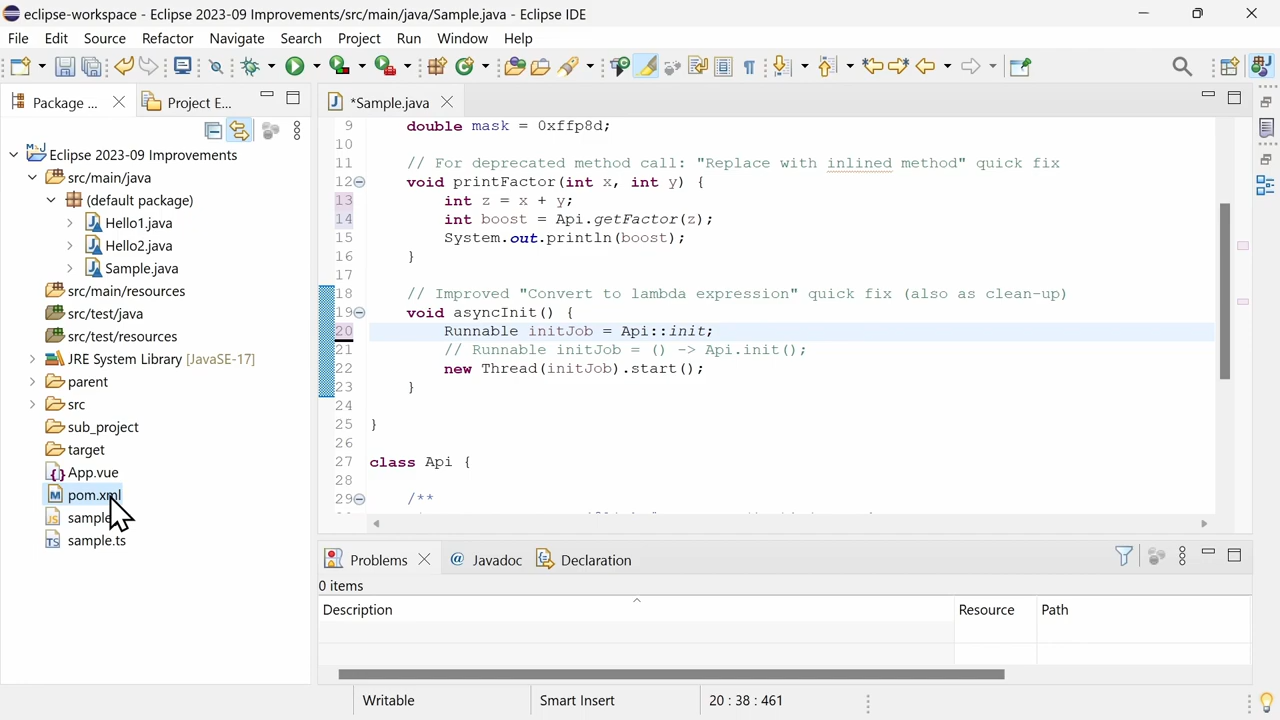 eclipse-workspace - Eclipse 2023-09 Improvements/src/main/java/Sample.java - Eclipse IDE
File Edit Source Refactor Navigate Search Project Run Window Help
Package ... Project E...
*Sample.java
Eclipse 2023-09 Improvements
src/main/java
(default package)
Hello1.java
Hello2.java
Sample.java
src/main/resources
src/test/java
src/test/resources
JRE System Library [JavaSE-17]
parent
src
sub_project
target
App.vue
pom.xml
sample
sample.ts
9 double mask = 0xffp8d;
10
11 // For deprecated method call: "Replace with inlined method" quick fix
12 void printFactor(int x, int y) {
13 int z = x + y;
14 int boost = Api.getFactor(z);
15 System.out.println(boost);
16 }
17
18 // Improved "Convert to lambda expression" quick fix (also as clean-up)
19 void asyncInit() {
20 Runnable initJob = Api::init;
21 // Runnable initJob = () -> Api.init();
22 new Thread(initJob).start();
23 }
24
25 }
26
27 class Api {
28
29 /**
Problems @ Javadoc Declaration
0 items
Description Resource Path
Writable Smart Insert 20 : 38 : 461